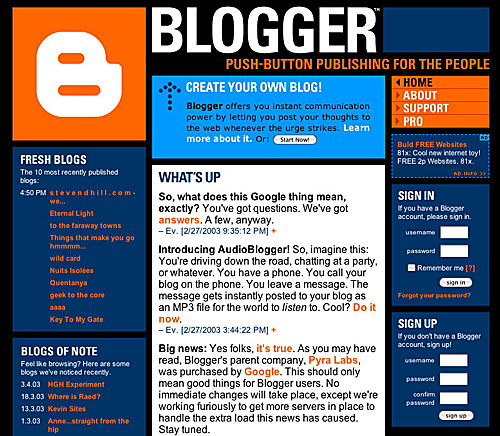 BLOGGER™
PUSH-BUTTON PUBLISHING FOR THE PEOPLE
CREATE YOUR OWN BLOG!
Blogger offers you instant communication
power by letting you post your thoughts to
the web whenever the urge strikes. Learn
more about it. Or: Start Now!
HOME
ABOUT
SUPPORT
PRO
AD
Buld FREE Websites
81x: Cool new internet toy!
FREE 2p Websites. 81x.
AD INFO >>
FRESH BLOGS
The 10 most recently published
blogs:
4:50 PM stevendhill.com-
we...
Eternal Light
to the faraway towns
Things that make you go
hmmmm...
wild card
Nuits Isolées
Quentanya
geek to the core
aaaa
Key To My Gate
BLOGS OF NOTE
Feel like browsing? Here are some
blogs we've noticed recently.
3.4.03 HGH Experiment
18.3.03 Where is Raed?
13.3.03 Kevin Sites
1.3.03 Anne...straight from the
hip
WHAT'S UP
So, what does this Google thing mean,
exactly? You've got questions. We've got
answers. A few, anyway.
– Ev. [2/27/2003 9:35:12 PM] +
Introducing AudioBlogger! So, imagine this:
You're driving down the road, chatting at a party,
or whatever. You have a phone. You call your
blog on the phone. You leave a message. The
message gets instantly posted to your blog as
an MP3 file for the world to listen to. Cool? Do it
now.
– Ev. [2/27/2003 3:44:22 PM] +
Big news: Yes folks, it's true. As you may have
read, Blogger's parent company, Pyra Labs,
was purchased by Google. This should only
mean good things for Blogger users. No
immediate changes will take place, except we're
working furiously to get more servers in place to
handle the extra load this news has caused.
Stay tuned.
SIGN IN
If you have a Blogger
account, please sign in.
username
password
Remember me [?]
sign in
Forgot your password?
SIGN UP
If you don't have a Blogger
account, sign up!
username
password
confirm
password
sign up